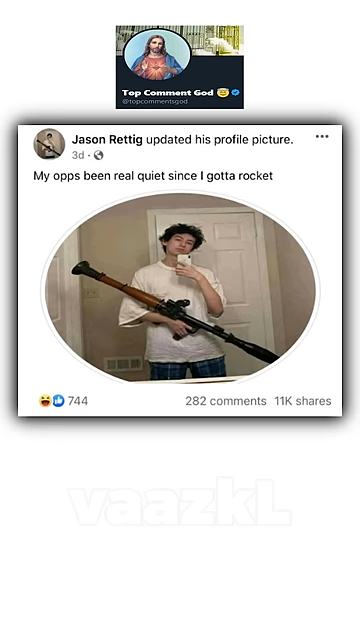 Top Comment God 😇
@topcommentsgod
Jason Rettig updated his profile picture.
3d ·
My opps been real quiet since I gotta rocket
744 282 comments 11K shares
vaazkL